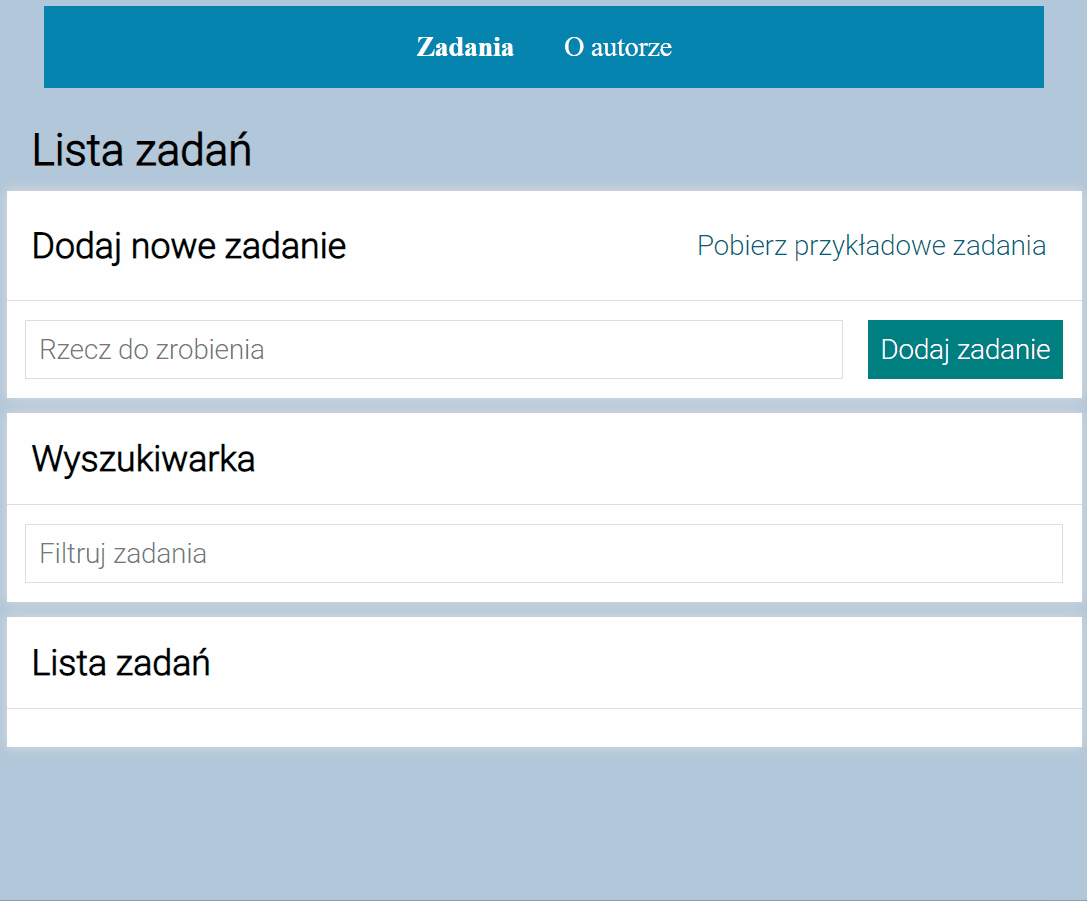 Zadania O autorze
Lista zadań
Dodaj nowe zadanie Pobierz przykładowe zadania
Rzecz do zrobienia Dodaj zadanie
Wyszukiwarka
Filtruj zadania
Lista zadań